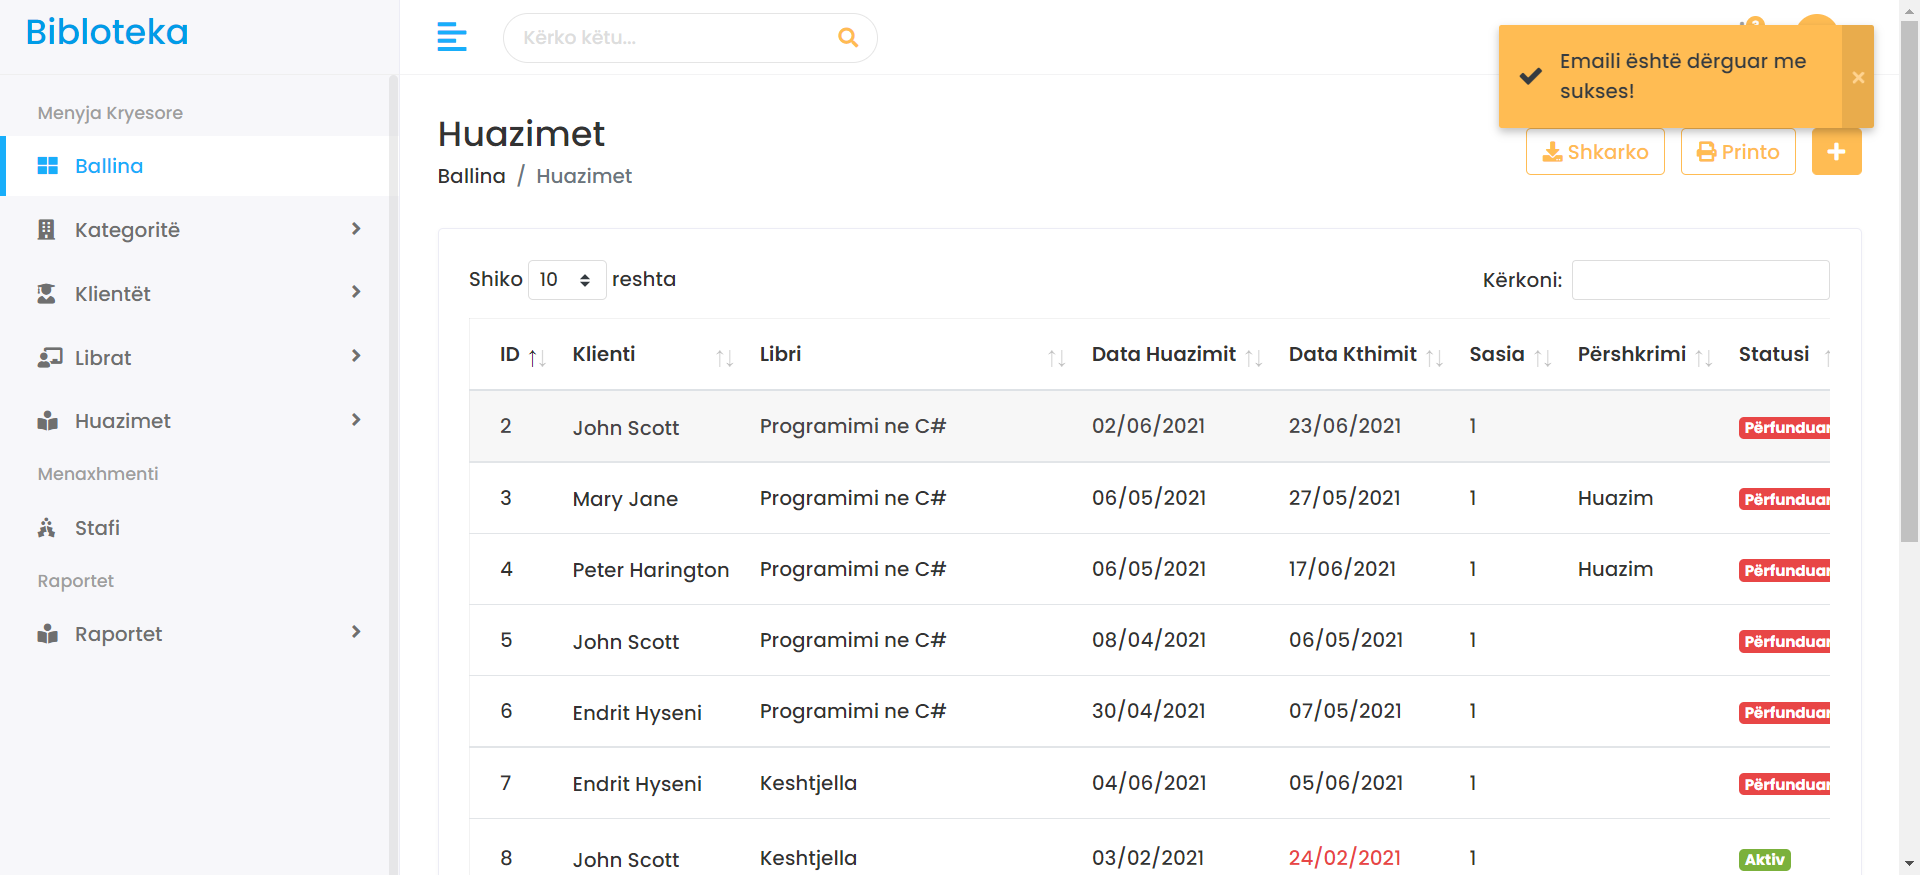 Bibloteka
Kërko këtu...
3
Emaili është dërguar me
sukses!
×
Menyja Kryesore
Ballina
Kategoritë
Klientët
Librat
Huazimet
Menaxhmenti
Stafi
Raportet
Raportet
Huazimet
Ballina / Huazimet
Shkarko
Printo
+
Shiko 10 reshta
Kërkoni:
ID Klienti Libri Data Huazimit Data Kthimit Sasia Përshkrimi Statusi
2 John Scott Programimi ne C# 02/06/2021 23/06/2021 1 Përfunduar
3 Mary Jane Programimi ne C# 06/05/2021 27/05/2021 1 Huazim Përfunduar
4 Peter Harington Programimi ne C# 06/05/2021 17/06/2021 1 Huazim Përfunduar
5 John Scott Programimi ne C# 08/04/2021 06/05/2021 1 Përfunduar
6 Endrit Hyseni Programimi ne C# 30/04/2021 07/05/2021 1 Përfunduar
7 Endrit Hyseni Keshtjella 04/06/2021 05/06/2021 1 Përfunduar
8 John Scott Keshtjella 03/02/2021 24/02/2021 1 Aktiv